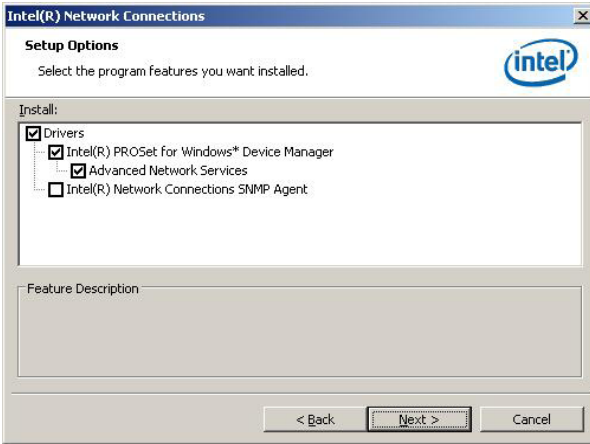 Intel(R) Network Connections
Setup Options
Select the program features you want installed.
intel
Install:
Drivers
Intel(R) PROSet for Windows* Device Manager
Advanced Network Services
Intel(R) Network Connections SNMP Agent
Feature Description
< Back
Next >
Cancel